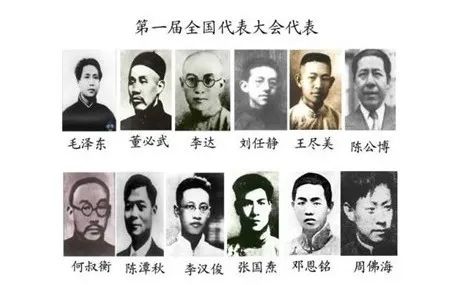 第一届全国代表大会代表
毛泽东 董必武 李达 刘任静 王尽美 陈公博
何叔衡 陈潭秋 李汉俊 张国焘 邓恩铭 周佛海